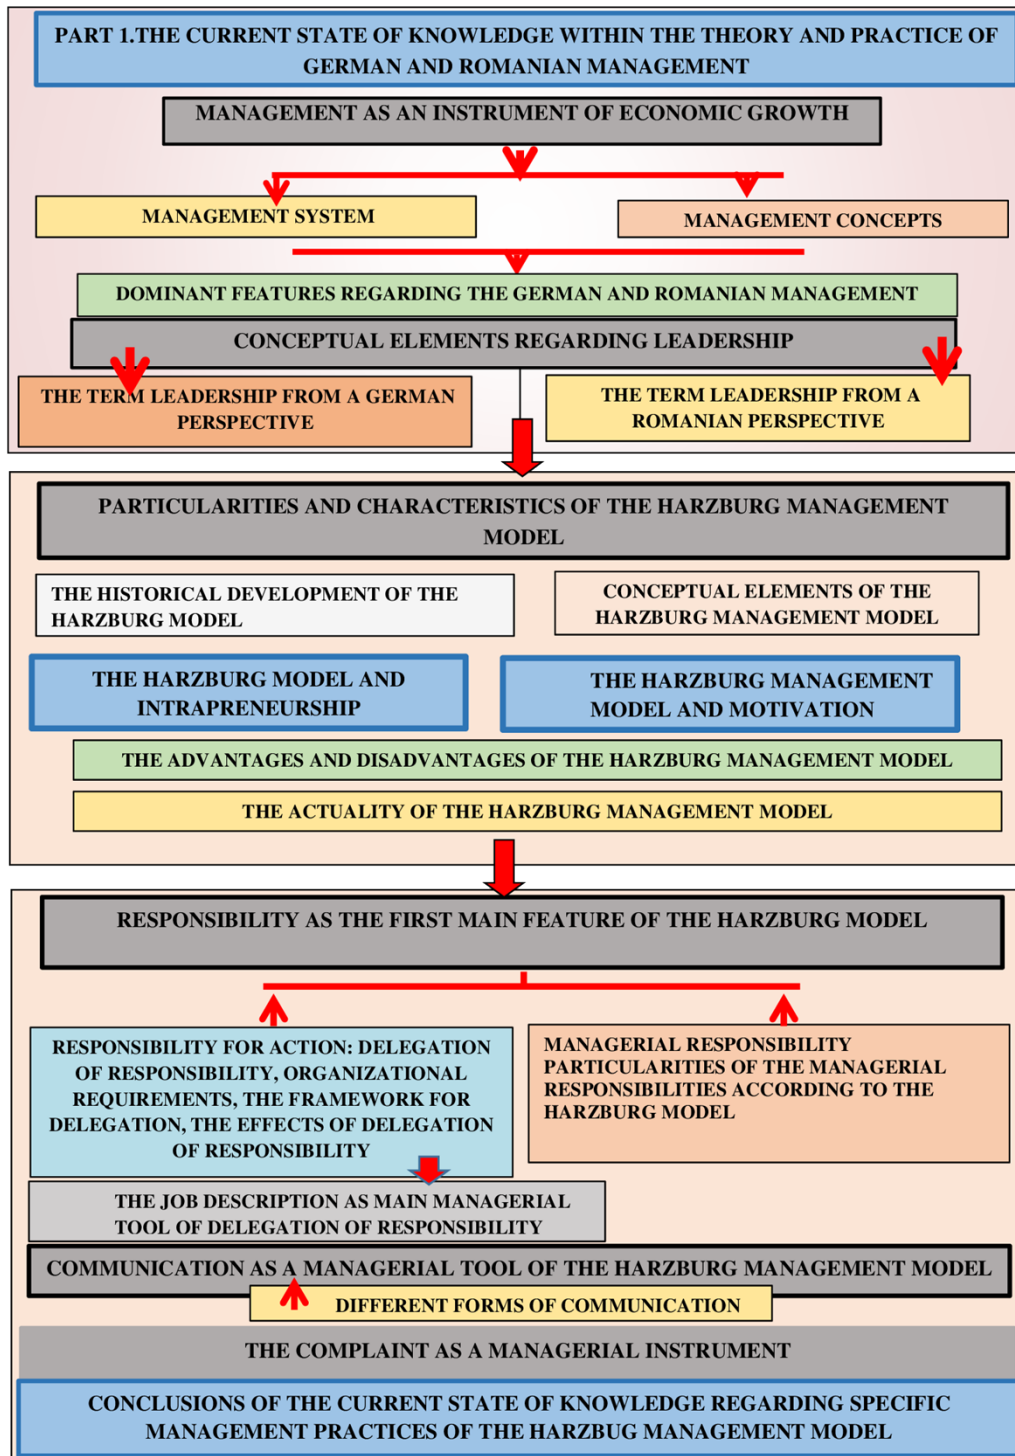 PART 1.THE CURRENT STATE OF KNOWLEDGE WITHIN THE THEORY AND PRACTICE OF
GERMAN AND ROMANIAN MANAGEMENT
MANAGEMENT AS AN INSTRUMENT OF ECONOMIC GROWTH
MANAGEMENT SYSTEM
MANAGEMENT CONCEPTS
DOMINANT FEATURES REGARDING THE GERMAN AND ROMANIAN MANAGEMENT
CONCEPTUAL ELEMENTS REGARDING LEADERSHIP
THE TERM LEADERSHIP FROM A GERMAN
PERSPECTIVE
THE TERM LEADERSHIP FROM A
ROMANIAN PERSPECTIVE
PARTICULARITIES AND CHARACTERISTICS OF THE HARZBURG MANAGEMENT
MODEL
THE HISTORICAL DEVELOPMENT OF THE
HARZBURG MODEL
CONCEPTUAL ELEMENTS OF THE
HARZBURG MANAGEMENT MODEL
THE HARZBURG MODEL AND
INTRAPRENEURSHIP
THE HARZBURG MANAGEMENT
MODEL AND MOTIVATION
THE ADVANTAGES AND DISADVANTAGES OF THE HARZBURG MANAGEMENT MODEL
THE ACTUALITY OF THE HARZBURG MANAGEMENT MODEL
RESPONSIBILITY AS THE FIRST MAIN FEATURE OF THE HARZBURG MODEL
RESPONSIBILITY FOR ACTION: DELEGATION
OF RESPONSIBILITY, ORGANIZATIONAL
REQUIREMENTS, THE FRAMEWORK FOR
DELEGATION, THE EFFECTS OF DELEGATION
OF RESPONSIBILITY
MANAGERIAL RESPONSIBILITY
PARTICULARITIES OF THE MANAGERIAL
RESPONSIBILITIES ACCORDING TO THE
HARZBURG MODEL
THE JOB DESCRIPTION AS MAIN MANAGERIAL
TOOL OF DELEGATION OF RESPONSIBILITY
COMMUNICATION AS A MANAGERIAL TOOL OF THE HARZBURG MANAGEMENT MODEL
DIFFERENT FORMS OF COMMUNICATION
THE COMPLAINT AS A MANAGERIAL INSTRUMENT
CONCLUSIONS OF THE CURRENT STATE OF KNOWLEDGE REGARDING SPECIFIC
MANAGEMENT PRACTICES OF THE HARZBUG MANAGEMENT MODEL